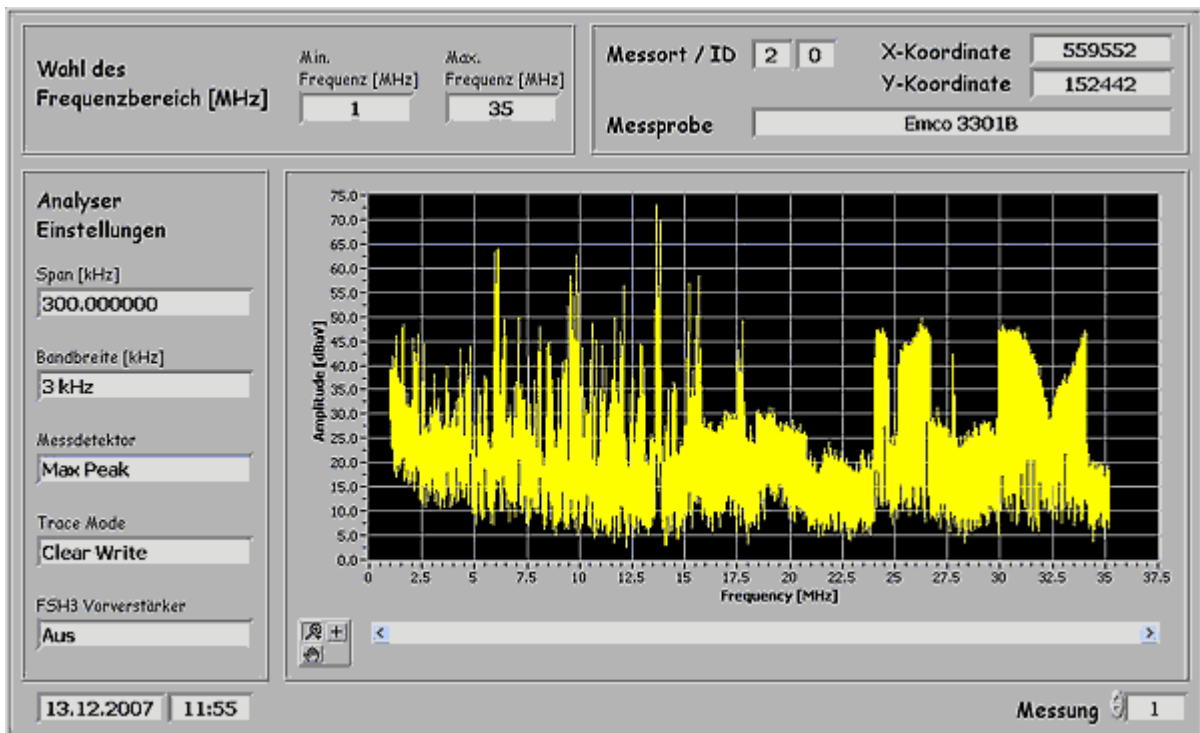 Wahl des
Frequenzbereich [MHz]
Min.
Frequenz [MHz]
1
Max.
Frequenz [MHz]
35
Messort / ID 2 0
X-Koordinate 559552
Y-Koordinate 152442
Messprobe Emco 3301B
Analyser
Einstellungen
Span [kHz]
300.000000
Bandbreite [kHz]
3 kHz
Messdetektor
Max Peak
Trace Mode
Clear Write
FSH3 Vorverstärker
Aus
Amplitude [dBuV]
75.0
70.0
65.0
60.0
55.0
50.0
45.0
40.0
35.0
30.0
25.0
20.0
15.0
10.0
5.0
0.0
0 2.5 5 7.5 10 12.5 15 17.5 20 22.5 25 27.5 30 32.5 35 37.5
Frequency [MHz]
13.12.2007 11:55
Messung 1